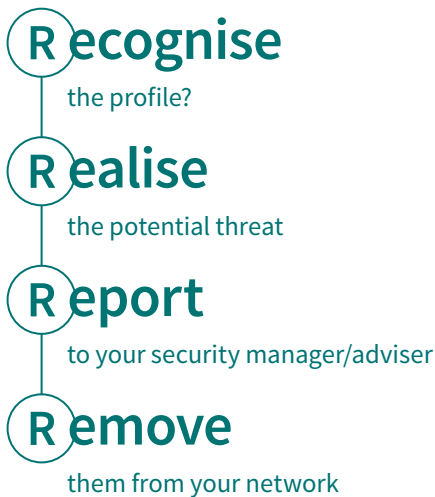 Recognise
the profile?
Realise
the potential threat
Report
to your security manager/adviser
Remove
them from your network